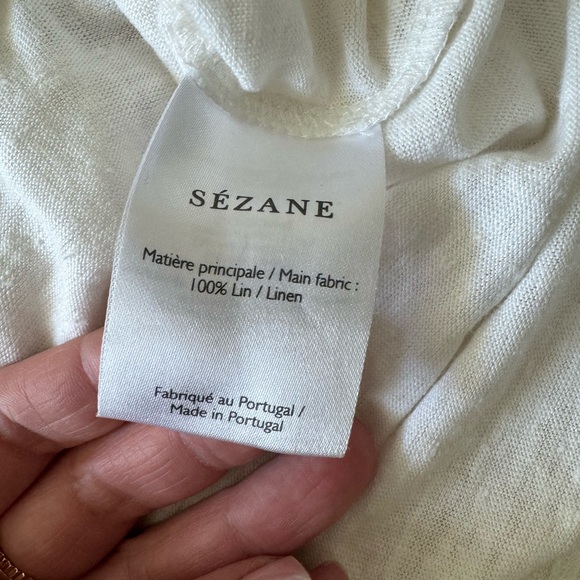 SÉZANE
Matière principale / Main fabric :
100% Lin / Linen
Fabriqué au Portugal /
Made in Portugal